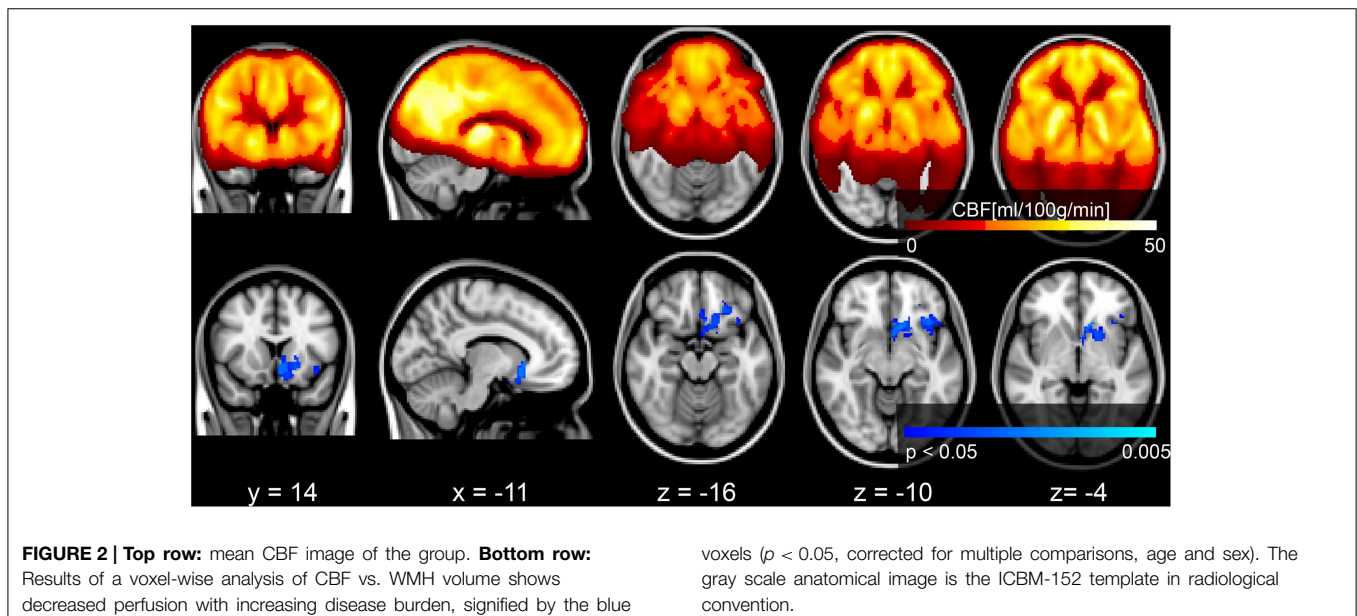 CBF[ml/100g/min]
0 50
p < 0.05 0.005
y = 14 x = -11 z = -16 z = -10 z= -4
FIGURE 2 | Top row: mean CBF image of the group. Bottom row:
Results of a voxel-wise analysis of CBF vs. WMH volume shows
decreased perfusion with increasing disease burden, signified by the blue
voxels (p < 0.05, corrected for multiple comparisons, age and sex). The
gray scale anatomical image is the ICBM-152 template in radiological
convention.